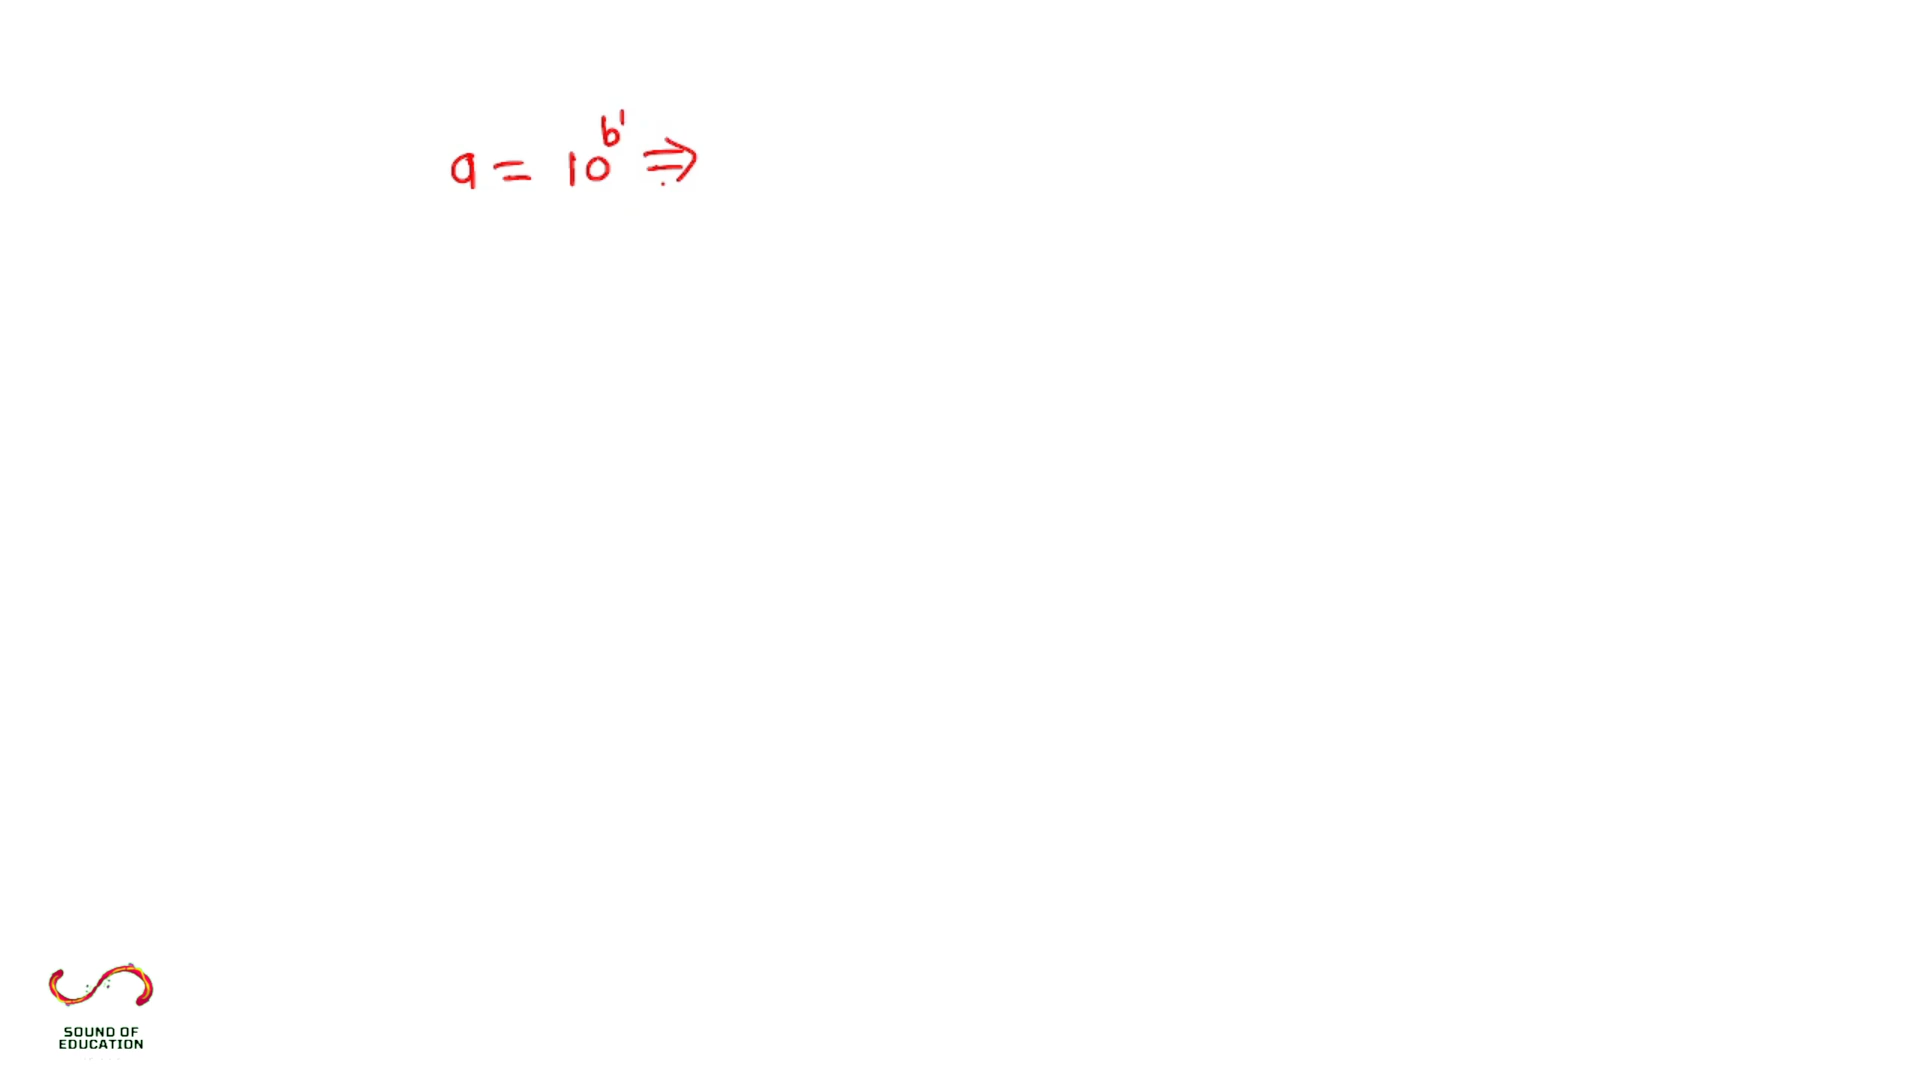 a = 10^b' ⇒
SOUND OF
EDUCATION